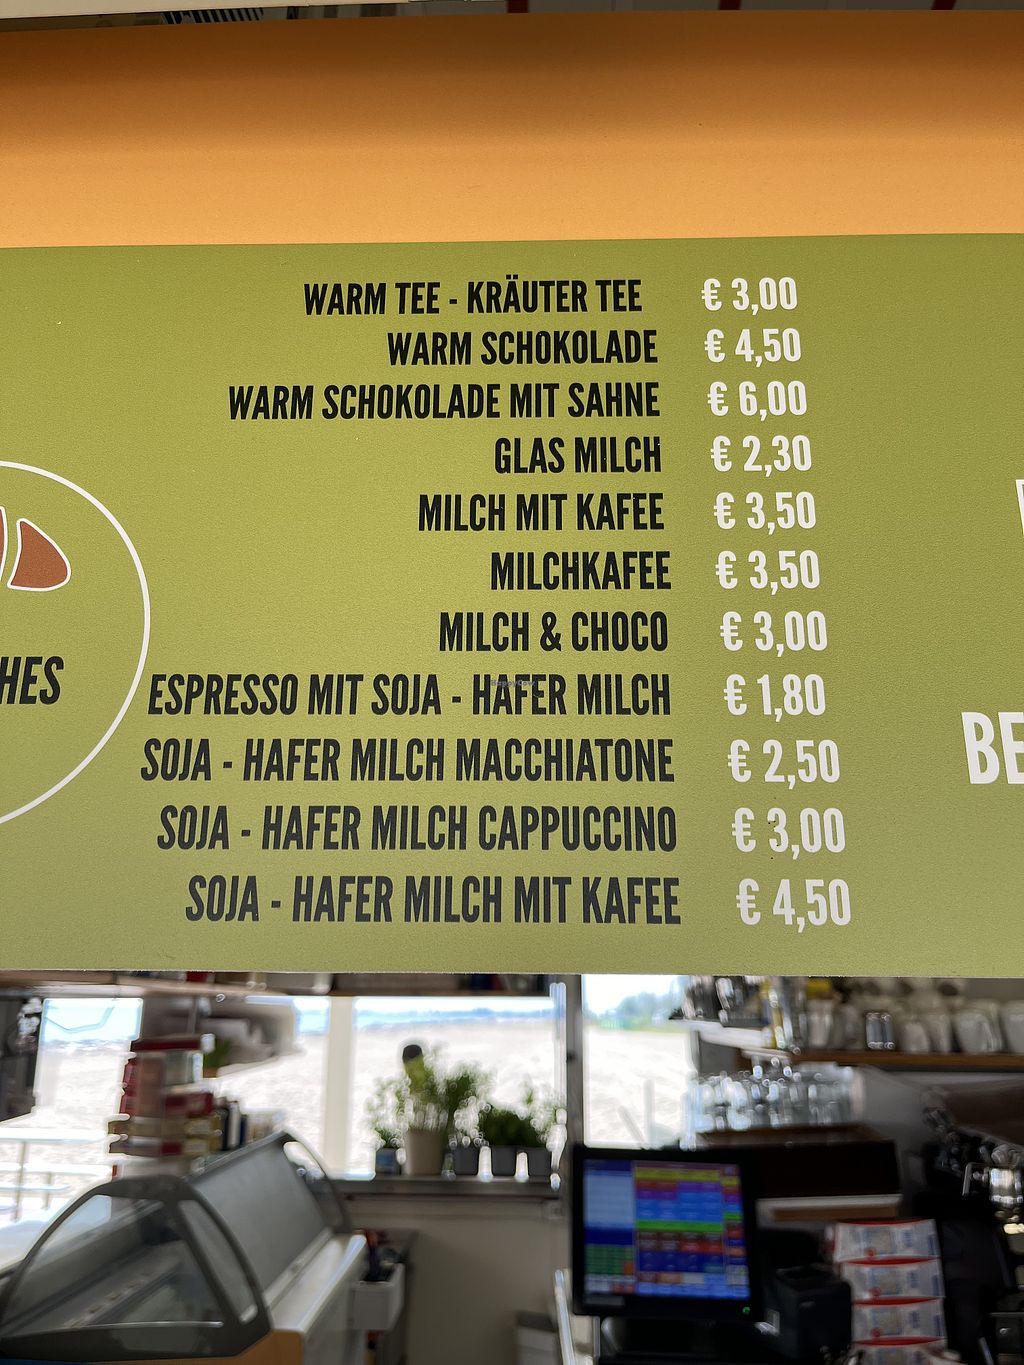 WARM TEE - KRÄUTER TEE € 3,00
WARM SCHOKOLADE € 4,50
WARM SCHOKOLADE MIT SAHNE € 6,00
GLAS MILCH € 2,30
MILCH MIT KAFEE € 3,50
MILCHKAFEE € 3,50
MILCH & CHOCO € 3,00
HES
ESPRESSO MIT SOJA - HAFER MILCH € 1,80
BE
SOJA - HAFER MILCH MACCHIATONE € 2,50
SOJA - HAFER MILCH CAPPUCCINO € 3,00
SOJA - HAFER MILCH MIT KAFEE € 4,50